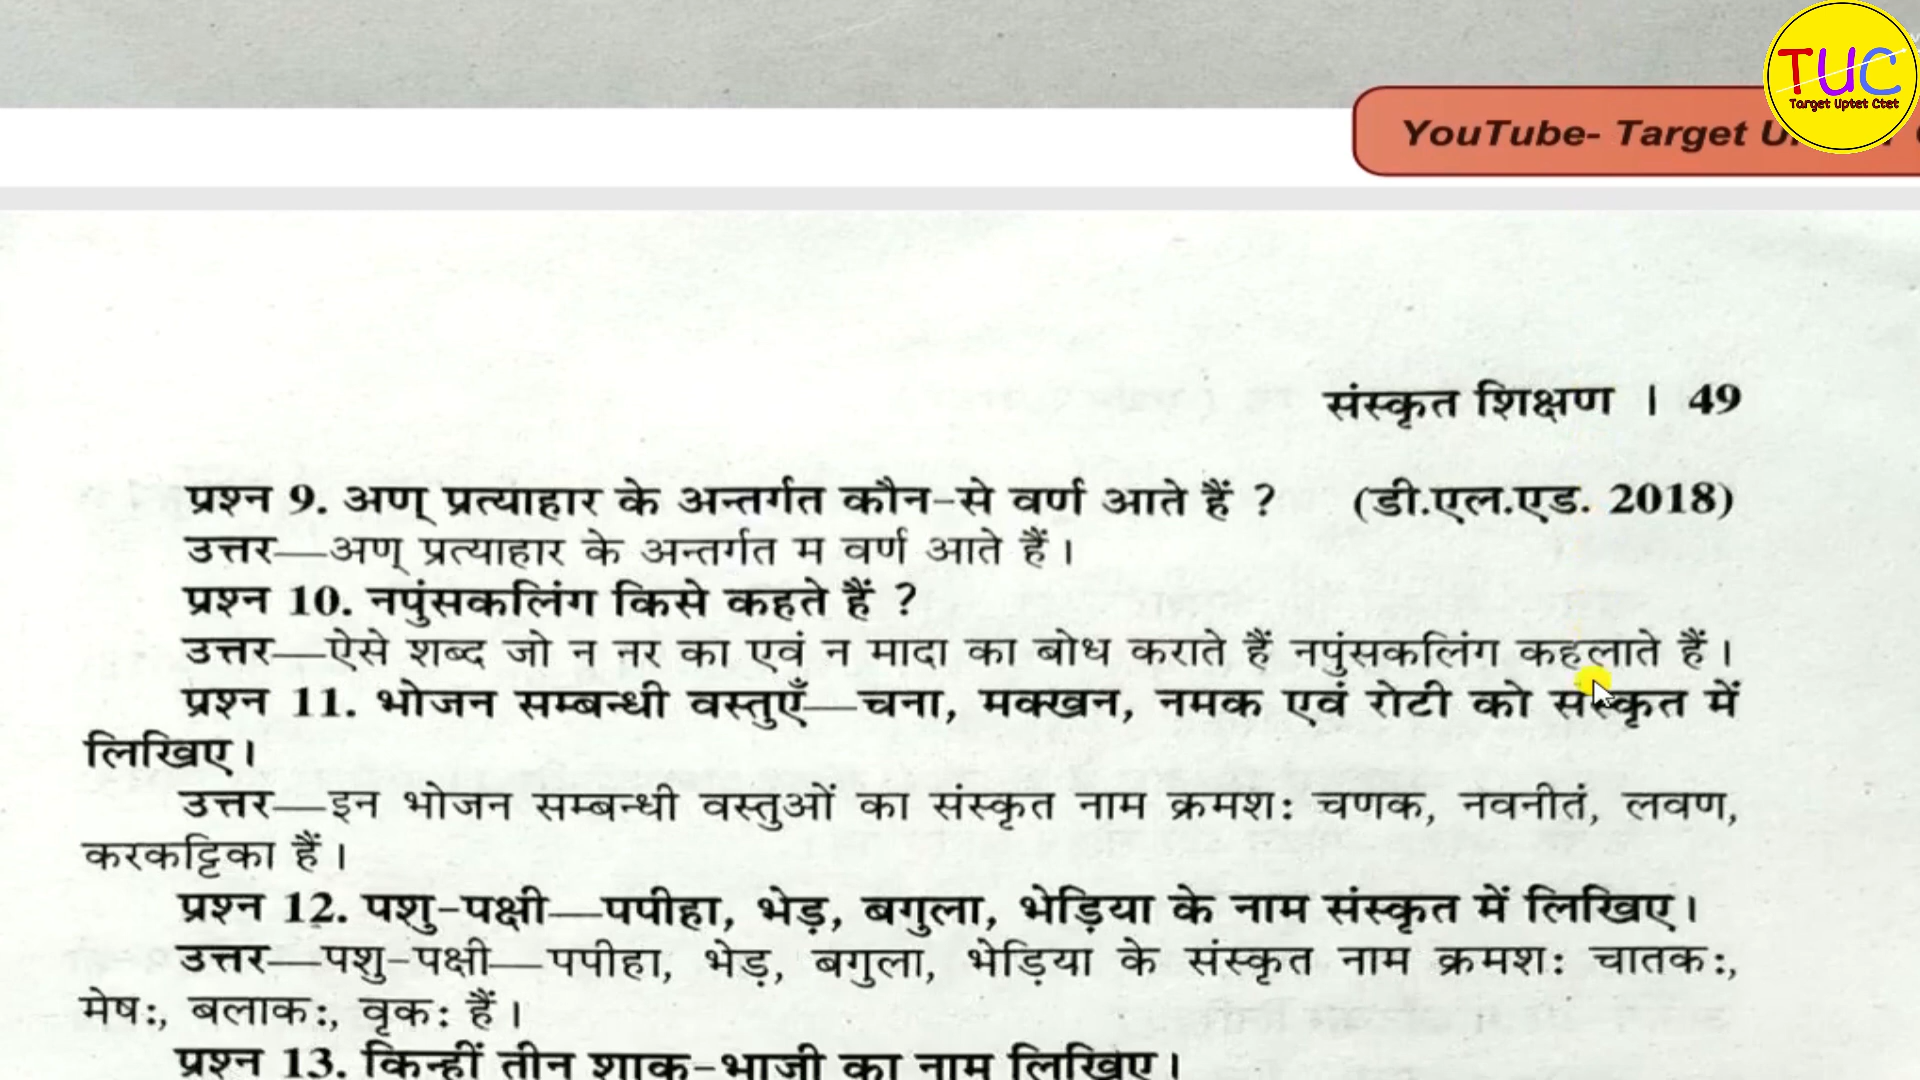 TUC
Target Uptet Ctet
YouTube- Target
संस्कृत शिक्षण । 49
प्रश्न 9. अण् प्रत्याहार के अन्तर्गत कौन-से वर्ण आते हैं ? (डी.एल.एड. 2018)
उत्तर—अण् प्रत्याहार के अन्तर्गत म वर्ण आते हैं।
प्रश्न 10. नपुंसकलिंग किसे कहते हैं ?
उत्तर—ऐसे शब्द जो न नर का एवं न मादा का बोध कराते हैं नपुंसकलिंग कहलाते हैं।
प्रश्न 11. भोजन सम्बन्धी वस्तुएँ—चना, मक्खन, नमक एवं रोटी को संस्कृत में
लिखिए।
उत्तर—इन भोजन सम्बन्धी वस्तुओं का संस्कृत नाम क्रमशः चणक, नवनीतं, लवण,
करकट्टिका हैं।
प्रश्न 12. पशु-पक्षी—पपीहा, भेड़, बगुला, भेड़िया के नाम संस्कृत में लिखिए।
उत्तर—पशु-पक्षी—पपीहा, भेड़, बगुला, भेड़िया के संस्कृत नाम क्रमशः चातकः,
मेषः, बलाकः, वृकः हैं।
प्रश्न 13. किन्हीं तीन शाक-भाजी का नाम लिखिए।